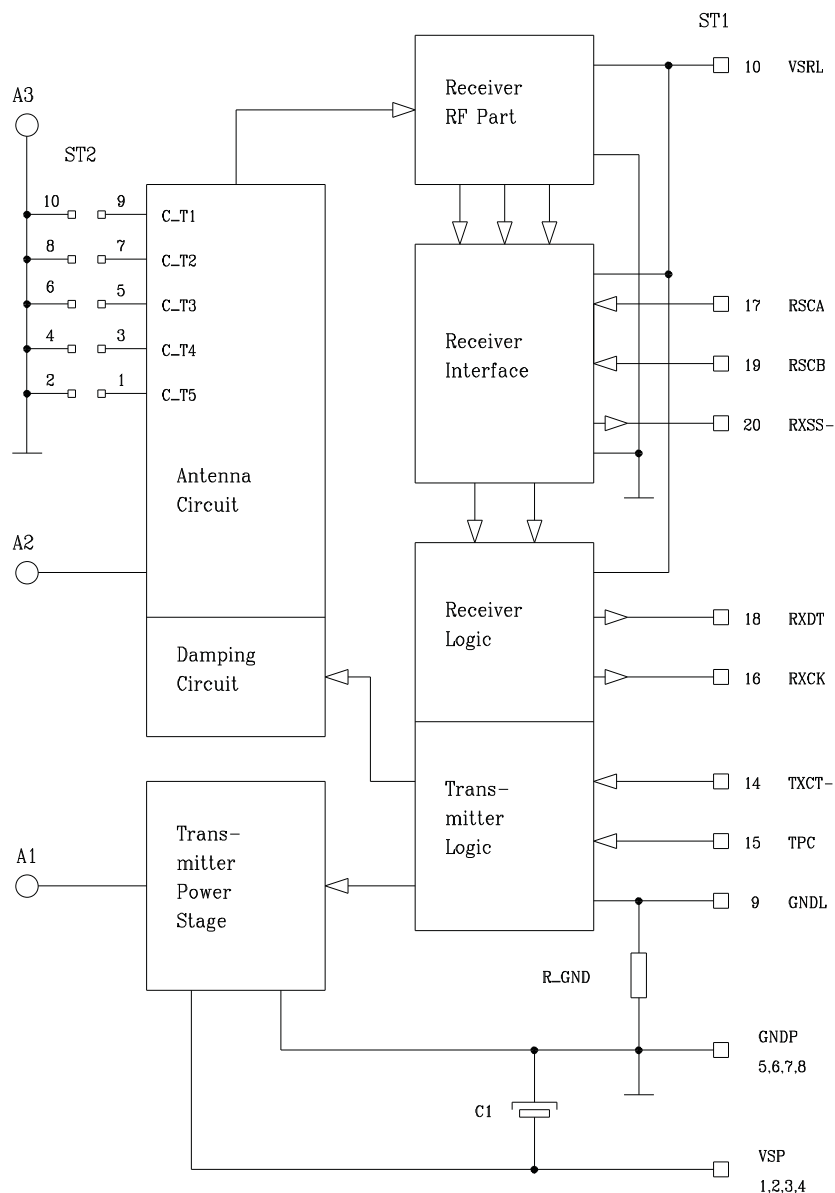 ST1
Receiver
RF Part
10 VSRL
A3
ST2
10 9 C_T1
8 7 C_T2
6 5 C_T3
4 3 C_T4
2 1 C_T5
Receiver
Interface
17 RSCA
19 RSCB
20 RXSS-
Antenna
Circuit
A2
Receiver
Logic
18 RXDT
16 RXCK
Damping
Circuit
Trans-
mitter
Logic
14 TXCT-
15 TPC
9 GNDL
A1
Trans-
mitter
Power
Stage
R_GND
GNDP
5,6,7,8
C1
VSP
1,2,3,4